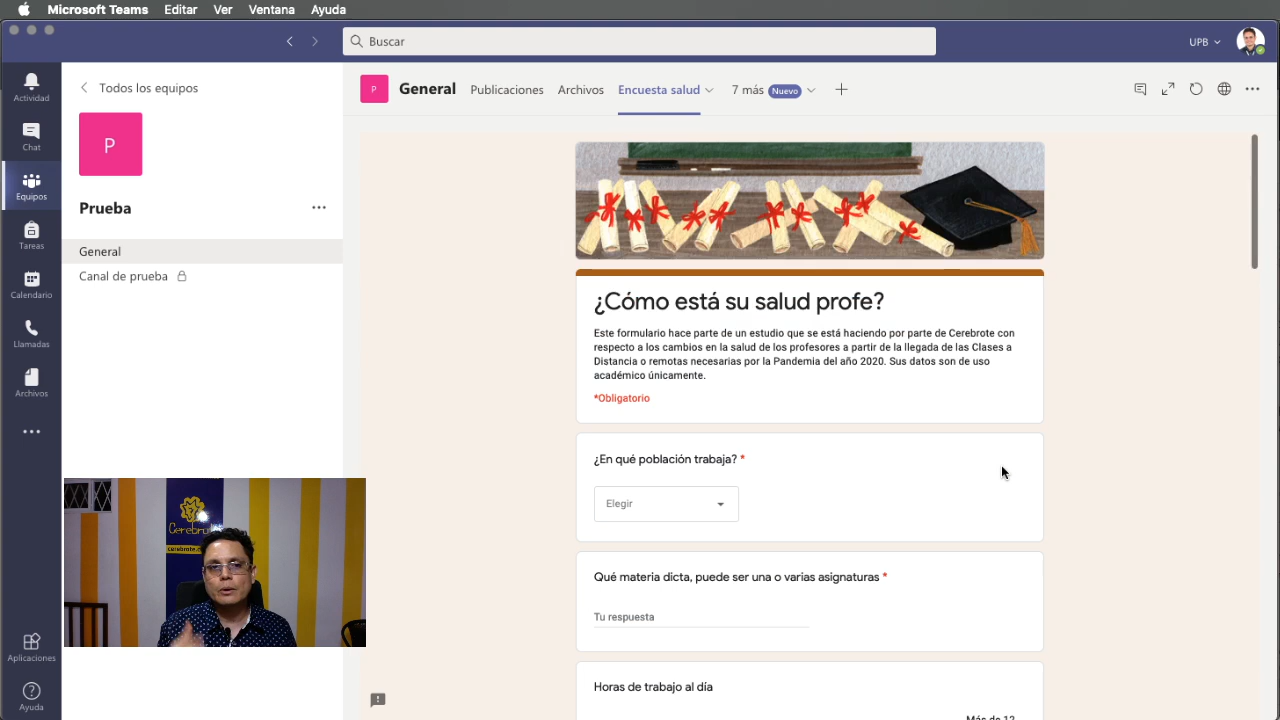 Microsoft Teams Editar Ver Ventana Ayuda
Buscar
UPB
Actividad
Chat
Equipos
Tareas
Calendario
Llamadas
Archivos
Aplicaciones
Ayuda
Todos los equipos
P
Prueba
General
Canal de prueba
P
General Publicaciones Archivos Encuesta salud 7 más Nuevo
¿Cómo está su salud profe?
Este formulario hace parte de un estudio que se está haciendo por parte de Cerebrote con
respecto a los cambios en la salud de los profesores a partir de la llegada de las Clases a
Distancia o remotas necesarias por la Pandemia del año 2020. Sus datos son de uso
académico únicamente.
*Obligatorio
¿En qué población trabaja? *
Elegir
Qué materia dicta, puede ser una o varias asignaturas *
Tu respuesta
Horas de trabajo al día
Más de 12